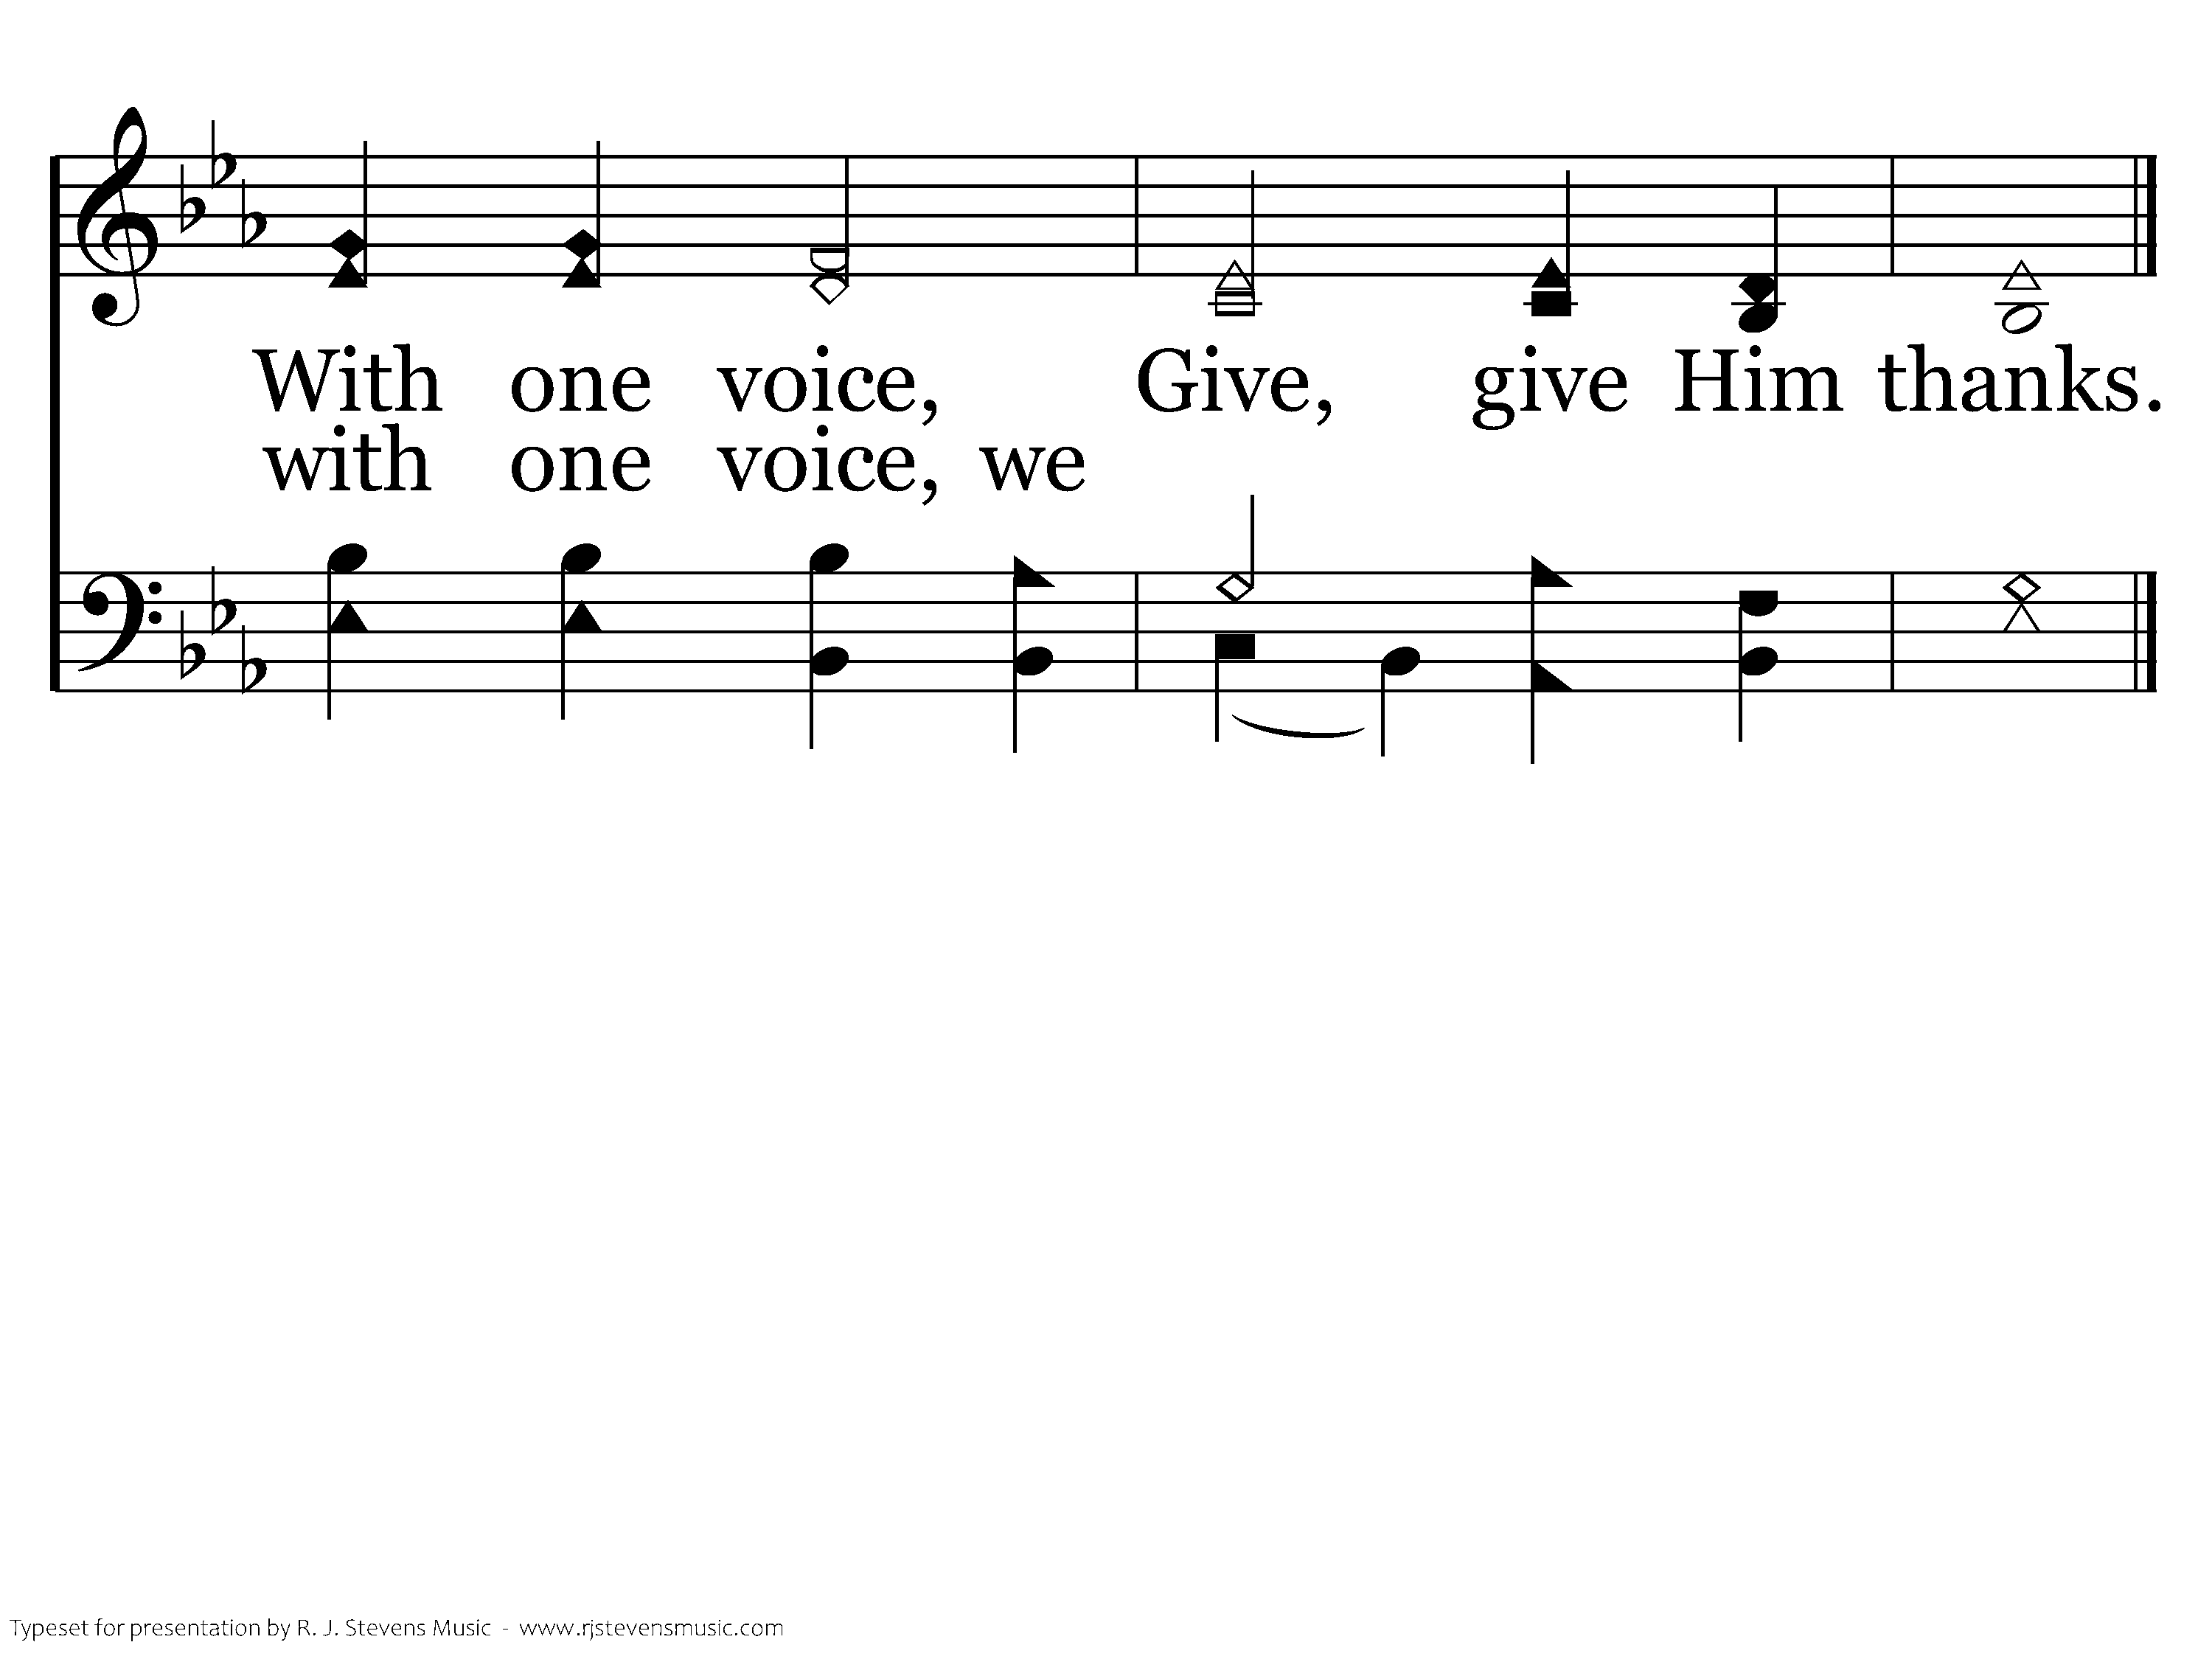 With one voice, Give, give Him thanks.
with one voice, we
Typeset for presentation by R. J. Stevens Music - www.rjstevensmusic.com